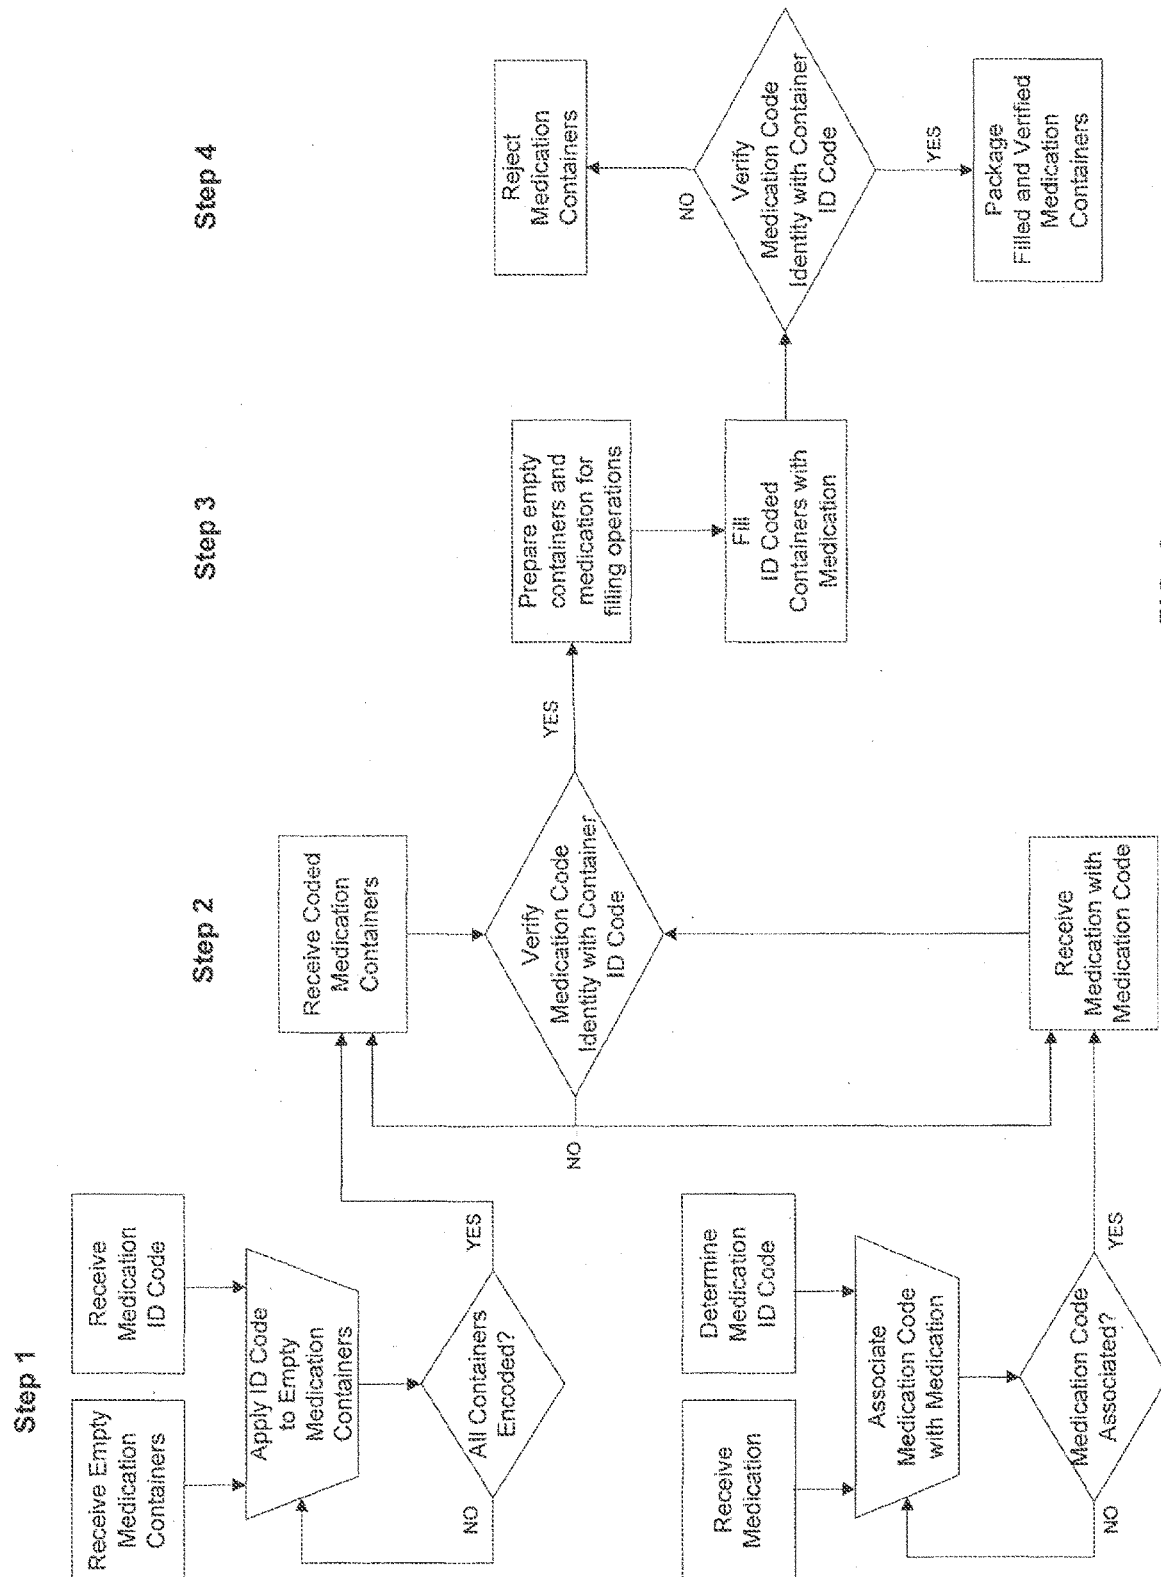 Step 1
Receive Empty
Medication
Containers
Receive
Medication
ID Code
Apply ID Code
to Empty
Medication
Containers
All Containers
Encoded?
NO
YES
Receive
Medication
Determine
Medication
ID Code
Associate
Medication Code
with Medication
Medication Code
Associated?
NO
YES
Step 2
Receive Coded
Medication
Containers
Verify
Medication Code
Identity with Container
ID Code
NO
YES
Receive
Medication with
Medication Code
Step 3
Prepare empty
containers and
medication for
filling operations
Fill
ID Coded
Containers with
Medication
Step 4
Reject
Medication
Containers
NO
Verify
Medication Code
Identity with Container
ID Code
YES
Package
Filled and Verified
Medication
Containers